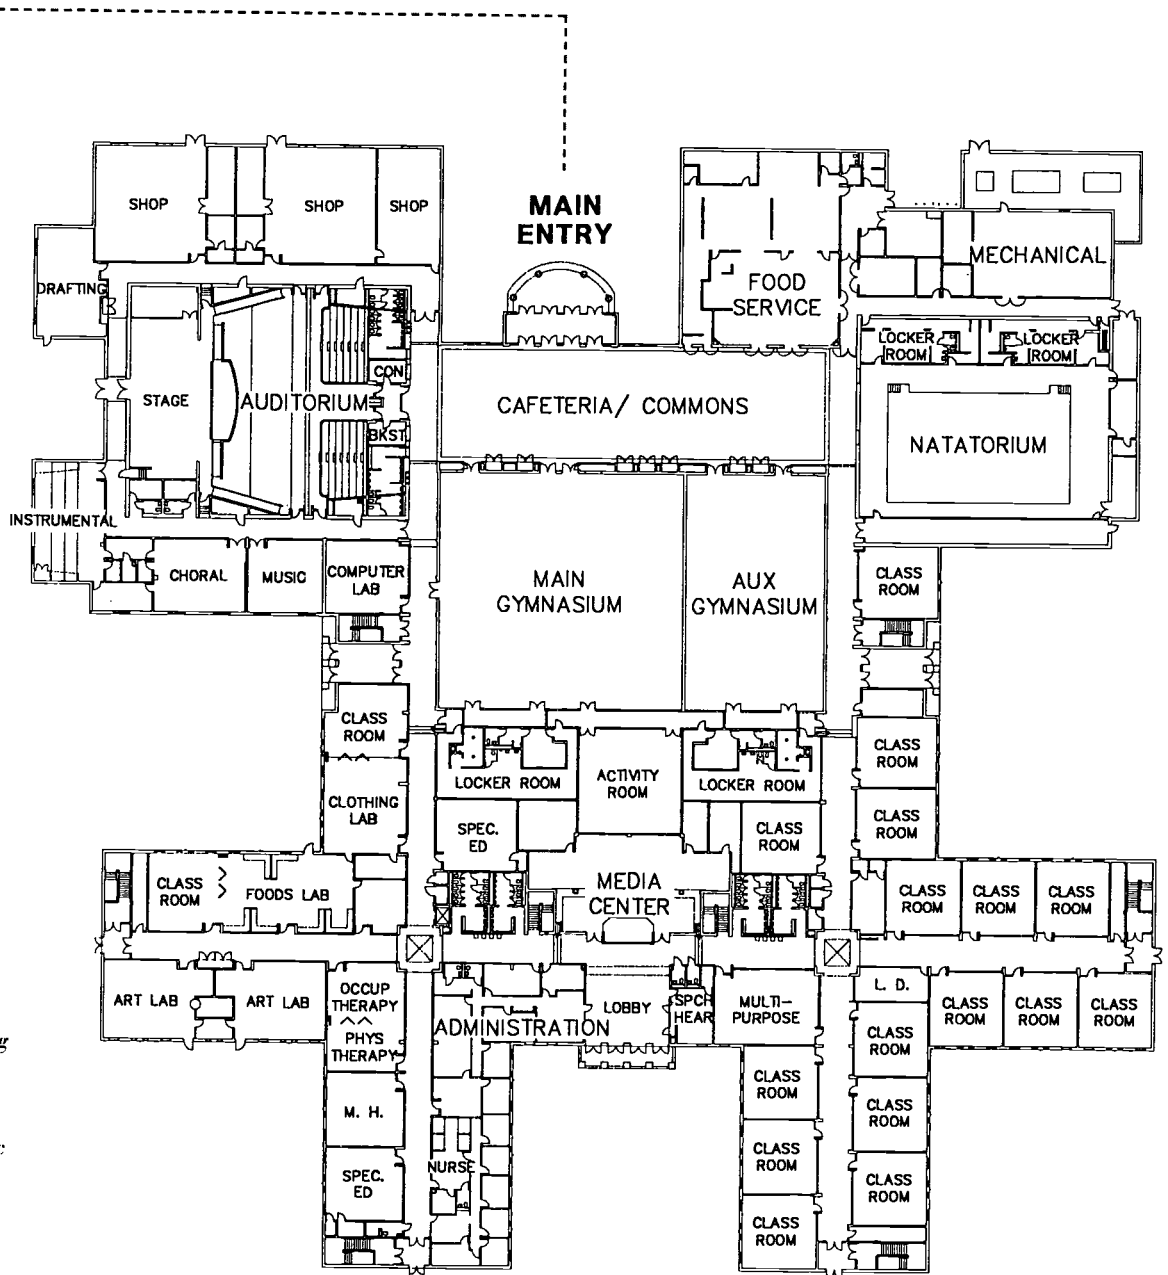 MAIN
ENTRY
SHOP
SHOP
SHOP
DRAFTING
FOOD
SERVICE
MECHANICAL
LOCKER
ROOM
LOCKER
ROOM
STAGE
AUDITORIUM
CON
BKST
CAFETERIA/ COMMONS
NATATORIUM
INSTRUMENTAL
CHORAL
MUSIC
COMPUTER
LAB
MAIN
GYMNASIUM
AUX
GYMNASIUM
CLASS
ROOM
CLASS
ROOM
CLASS
ROOM
LOCKER ROOM
ACTIVITY
ROOM
LOCKER ROOM
CLOTHING
LAB
SPEC.
ED
CLASS
ROOM
CLASS
ROOM
CLASS
ROOM
FOODS LAB
MEDIA
CENTER
CLASS
ROOM
CLASS
ROOM
CLASS
ROOM
ART LAB
ART LAB
OCCUP
THERAPY
PHYS
THERAPY
ADMINISTRATION
LOBBY
SPCH
HEAR
MULTI-
PURPOSE
L. D.
CLASS
ROOM
CLASS
ROOM
CLASS
ROOM
CLASS
ROOM
M. H.
CLASS
ROOM
CLASS
ROOM
SPEC.
ED
NURSE
CLASS
ROOM
CLASS
ROOM
CLASS
ROOM